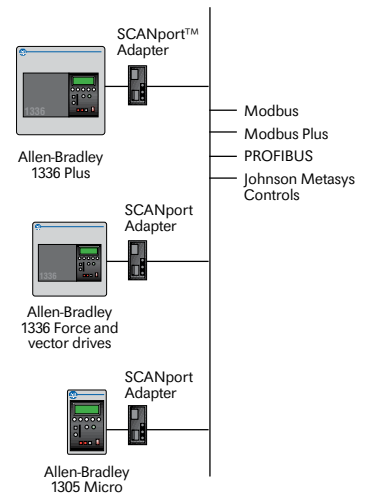 SCANport™
Adapter
1336
Allen-Bradley
1336 Plus
Modbus
Modbus Plus
PROFIBUS
Johnson Metasys
Controls
SCANport
Adapter
1336
Allen-Bradley
1336 Force and
vector drives
SCANport
Adapter
Allen-Bradley
1305 Micro